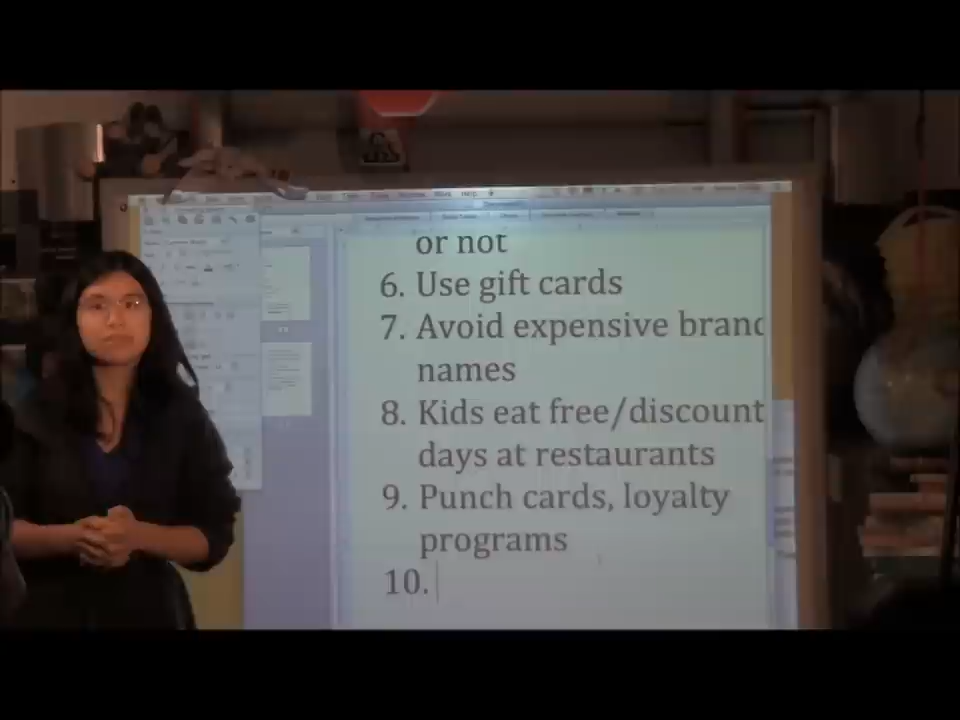 or not
6. Use gift cards
7. Avoid expensive brand
names
8. Kids eat free/discount
days at restaurants
9. Punch cards, loyalty
programs
10.